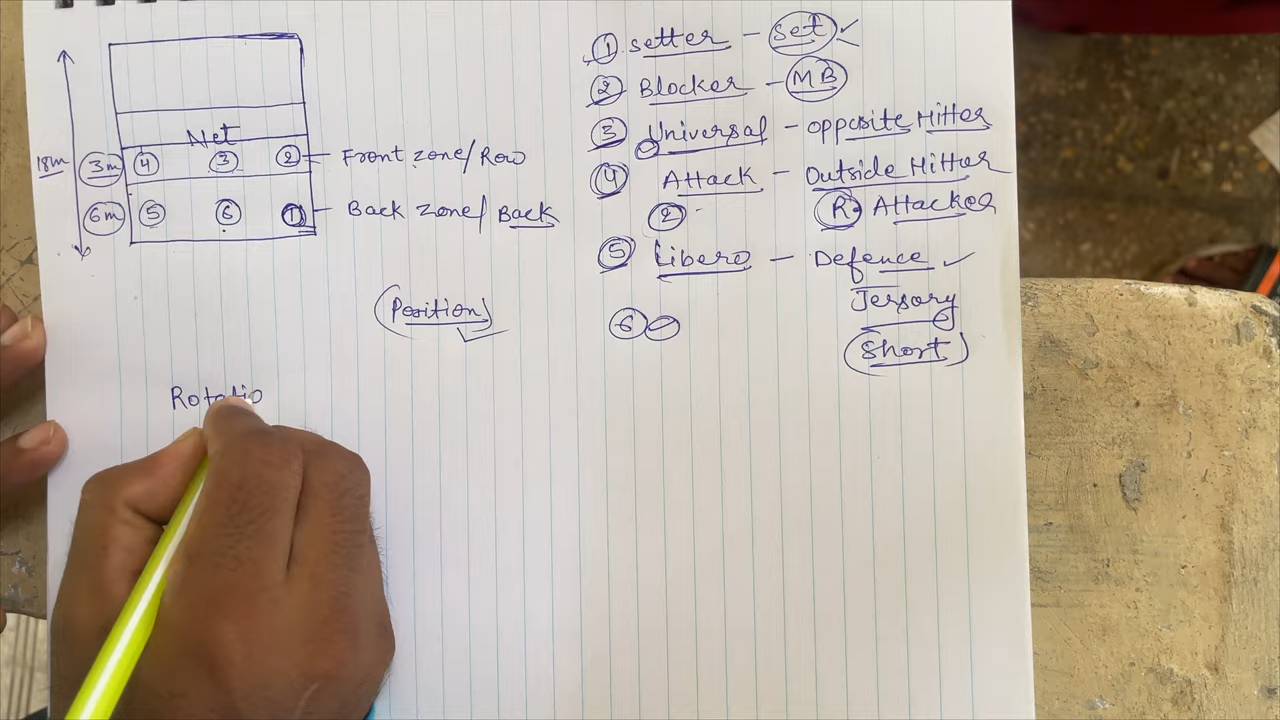 Net
18m
3m 4 3 2 - Front zone/Row
6m 5 6 1 - Back zone/Back
Position
Rotatio
1 setter - Set
2 Blocker - MB
3 Universal - Opposite Hitter
4 Attack - Outside Hitter
2 R. Attacker
5 Libero - Defence
Jersory
Short
6